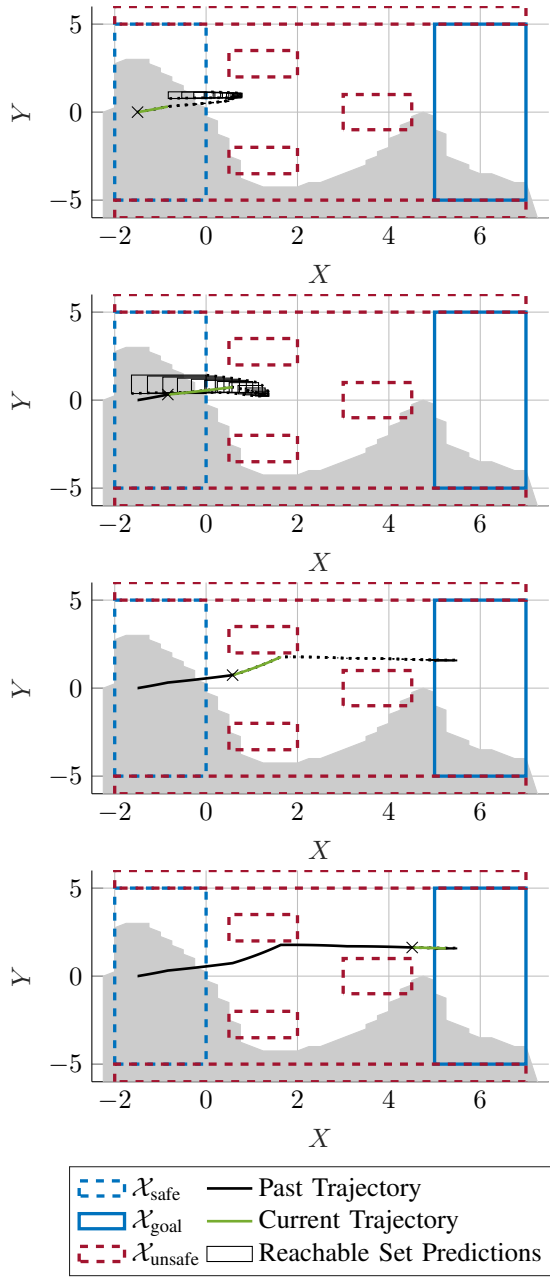 5
0
−5
Y
−2 0 2 4 6
X
5
0
−5
Y
−2 0 2 4 6
X
5
0
−5
Y
−2 0 2 4 6
X
5
0
−5
Y
−2 0 2 4 6
X
𝒳safe Past Trajectory
𝒳goal Current Trajectory
𝒳unsafe Reachable Set Predictions